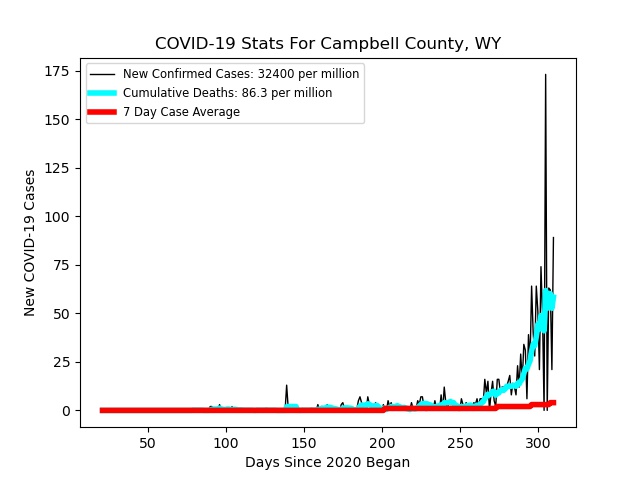 COVID-19 Stats For Campbell County, WY
New Confirmed Cases: 32400 per million
Cumulative Deaths: 86.3 per million
7 Day Case Average
175
150
125
100
75
50
25
0
New COVID-19 Cases
50 100 150 200 250 300
Days Since 2020 Began